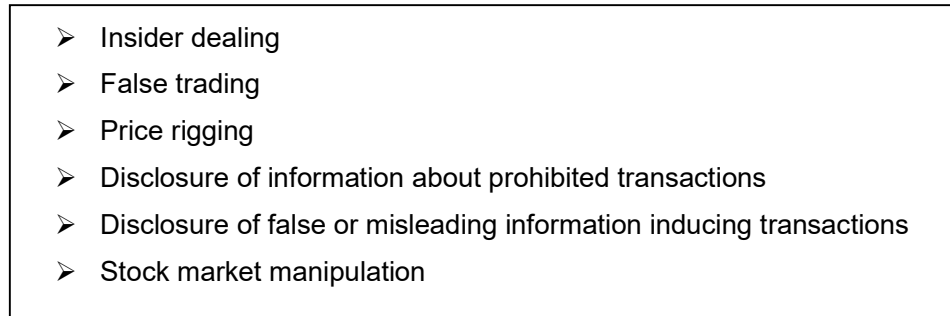 ➢ Insider dealing
➢ False trading
➢ Price rigging
➢ Disclosure of information about prohibited transactions
➢ Disclosure of false or misleading information inducing transactions
➢ Stock market manipulation